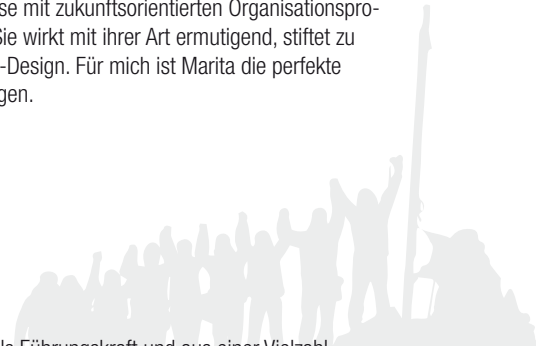 se mit zukunftsorientierten Organisationspro-
Sie wirkt mit ihrer Art ermutigend, stiftet zu
-Design. Für mich ist Marita die perfekte
gen.
ls Führungskraft und aus einer Vielzahl